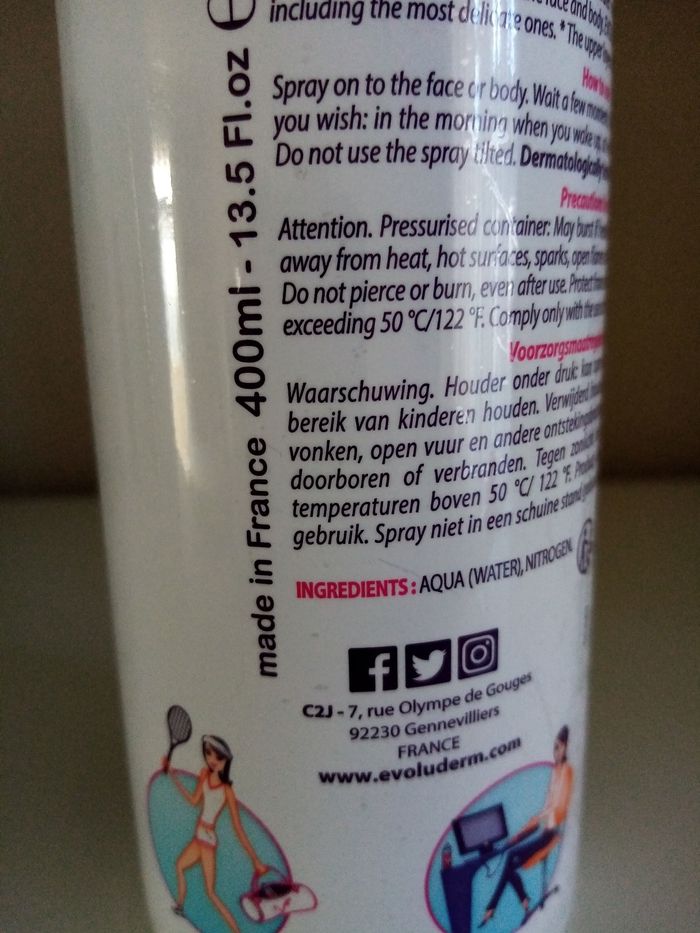 including the most delicate ones. * The upper
Spray on to the face or body. Wait a few
you wish: in the morning when you wake up,
Do not use the spray tilted. Dermatologically
Attention. Pressurised container: May burst if
away from heat, hot surfaces, sparks, open
Do not pierce or burn, even after use. Protect from
exceeding 50 °C/122 °F. Comply only with the
Waarschuwing. Houder onder druk: kan
bereik van kinderen houden. Verwijderd
vonken, open vuur en andere
doorboren of verbranden. Tegen
temperaturen boven 50 °C/ 122 °F.
gebruik. Spray niet in een schuine stand
INGREDIENTS : AQUA (WATER), NITROGEN.
made in France 400ml - 13.5 Fl.oz e
C2J - 7, rue Olympe de Gouges
92230 Gennevilliers
FRANCE
www.evoluderm.com